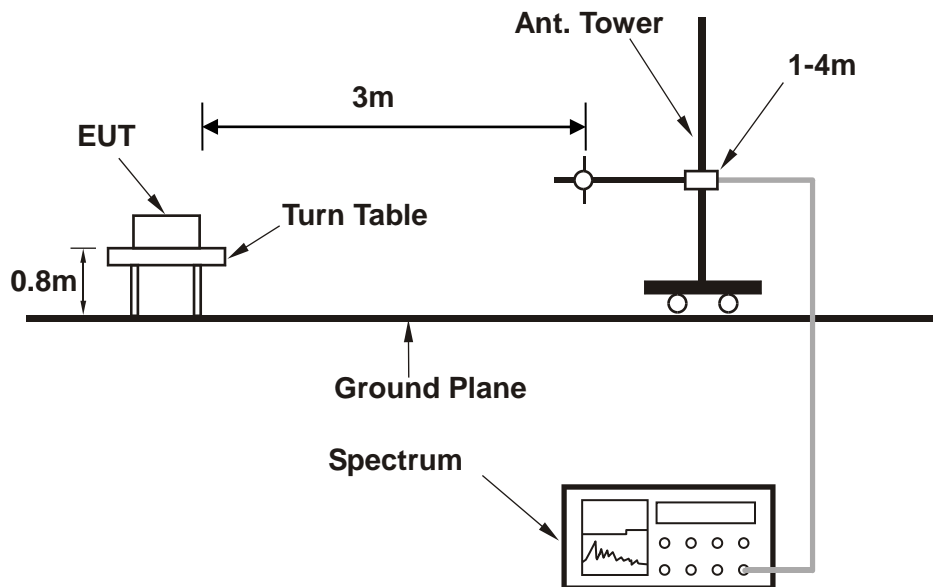 Ant. Tower
1-4m
3m
EUT
Turn Table
0.8m
Ground Plane
Spectrum